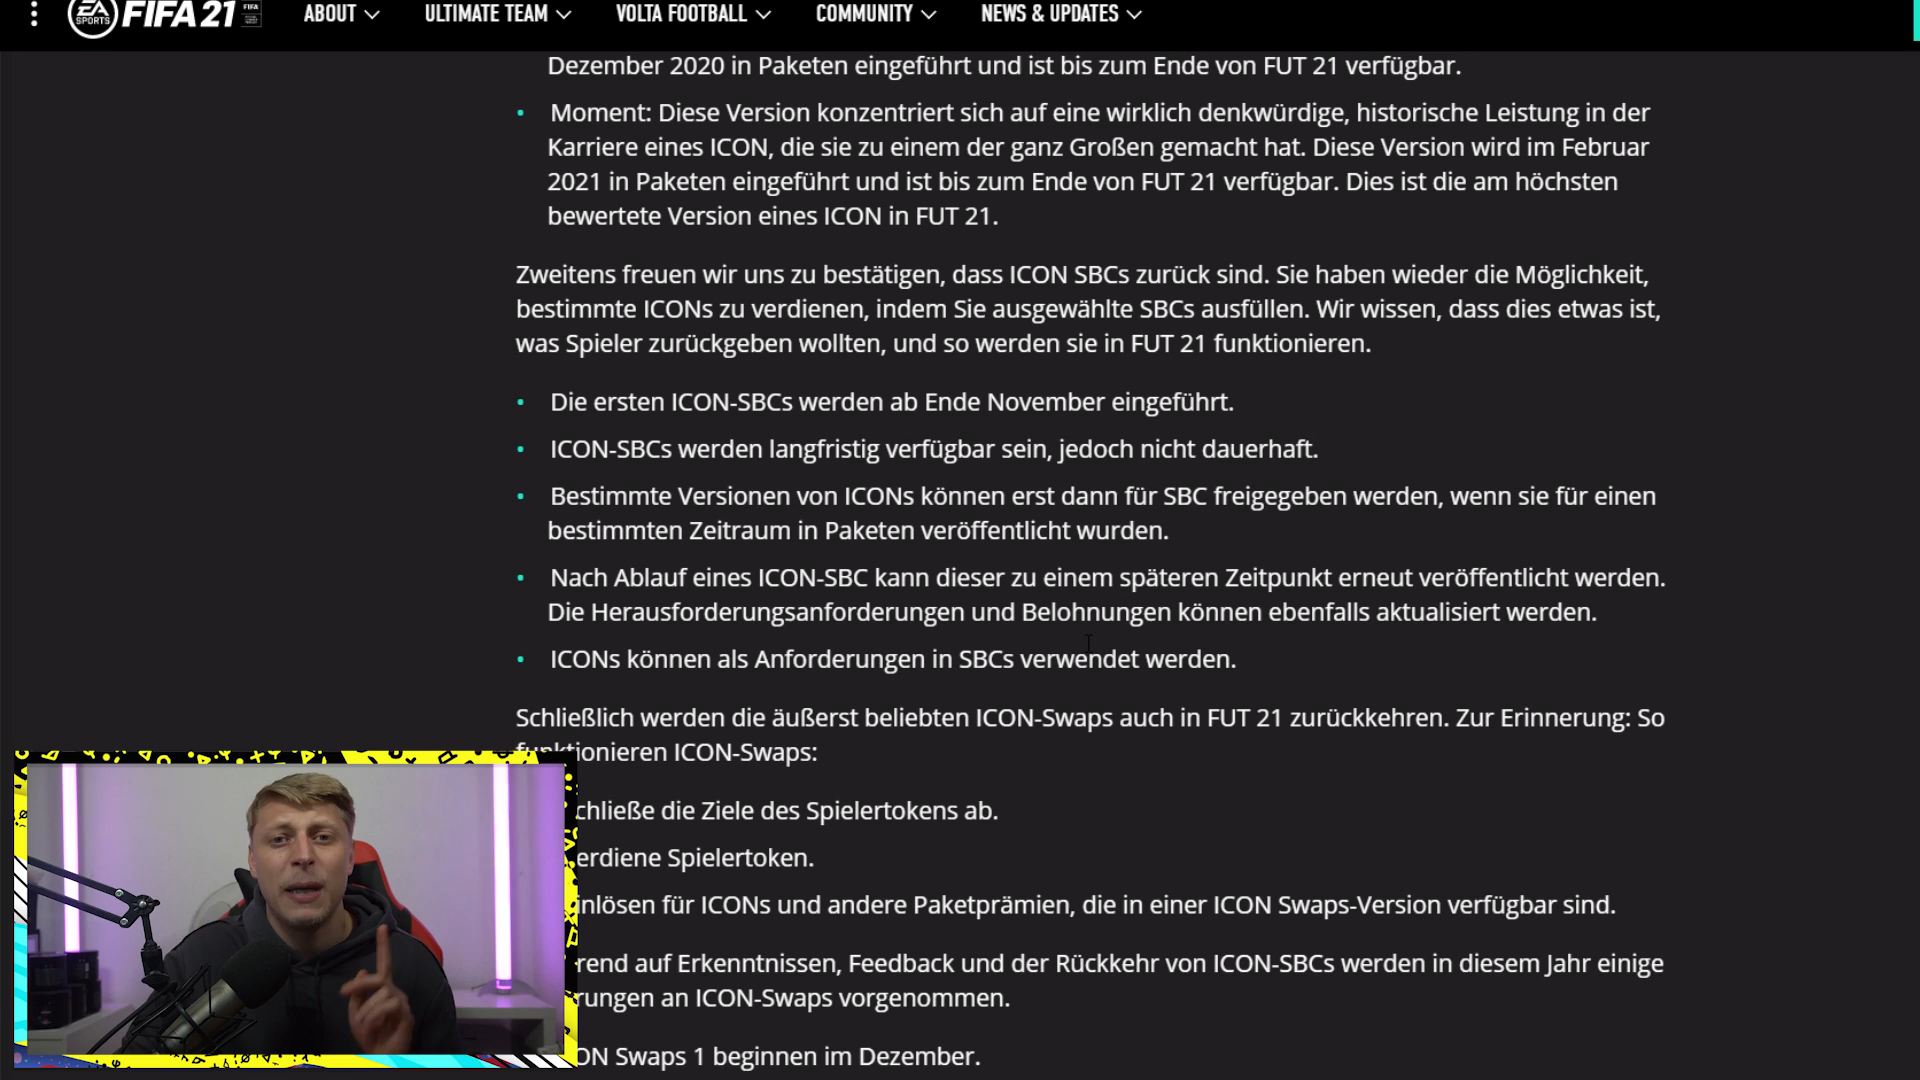 EA SPORTS FIFA 21 FIFA ABOUT ULTIMATE TEAM VOLTA FOOTBALL COMMUNITY NEWS & UPDATES
Dezember 2020 in Paketen eingeführt und ist bis zum Ende von FUT 21 verfügbar.
• Moment: Diese Version konzentriert sich auf eine wirklich denkwürdige, historische Leistung in der
Karriere eines ICON, die sie zu einem der ganz Großen gemacht hat. Diese Version wird im Februar
2021 in Paketen eingeführt und ist bis zum Ende von FUT 21 verfügbar. Dies ist die am höchsten
bewertete Version eines ICON in FUT 21.
Zweitens freuen wir uns zu bestätigen, dass ICON SBCs zurück sind. Sie haben wieder die Möglichkeit,
bestimmte ICONs zu verdienen, indem Sie ausgewählte SBCs ausfüllen. Wir wissen, dass dies etwas ist,
was Spieler zurückgeben wollten, und so werden sie in FUT 21 funktionieren.
• Die ersten ICON-SBCs werden ab Ende November eingeführt.
• ICON-SBCs werden langfristig verfügbar sein, jedoch nicht dauerhaft.
• Bestimmte Versionen von ICONs können erst dann für SBC freigegeben werden, wenn sie für einen
bestimmten Zeitraum in Paketen veröffentlicht wurden.
• Nach Ablauf eines ICON-SBC kann dieser zu einem späteren Zeitpunkt erneut veröffentlicht werden.
Die Herausforderungsanforderungen und Belohnungen können ebenfalls aktualisiert werden.
• ICONs können als Anforderungen in SBCs verwendet werden.
Schließlich werden die äußerst beliebten ICON-Swaps auch in FUT 21 zurückkehren. Zur Erinnerung: So
funktionieren ICON-Swaps:
chließe die Ziele des Spielertokens ab.
erdiene Spielertoken.
inlösen für ICONs und andere Paketprämien, die in einer ICON Swaps-Version verfügbar sind.
rend auf Erkenntnissen, Feedback und der Rückkehr von ICON-SBCs werden in diesem Jahr einige
rungen an ICON-Swaps vorgenommen.
ON Swaps 1 beginnen im Dezember.